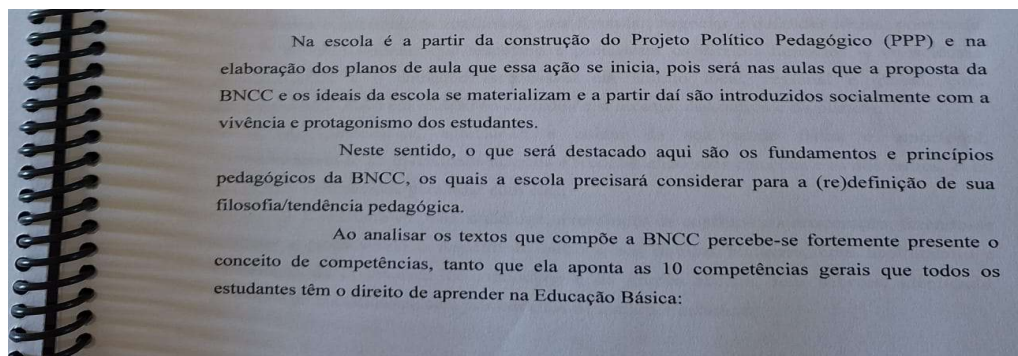 Na escola é a partir da construção do Projeto Político Pedagógico (PPP) e na
elaboração dos planos de aula que essa ação se inicia, pois será nas aulas que a proposta da
BNCC e os ideais da escola se materializam e a partir daí são introduzidos socialmente com a
vivência e protagonismo dos estudantes.
Neste sentido, o que será destacado aqui são os fundamentos e princípios
pedagógicos da BNCC, os quais a escola precisará considerar para a (re)definição de sua
filosofia/tendência pedagógica.
Ao analisar os textos que compõe a BNCC percebe-se fortemente presente o
conceito de competências, tanto que ela aponta as 10 competências gerais que todos os
estudantes têm o direito de aprender na Educação Básica: